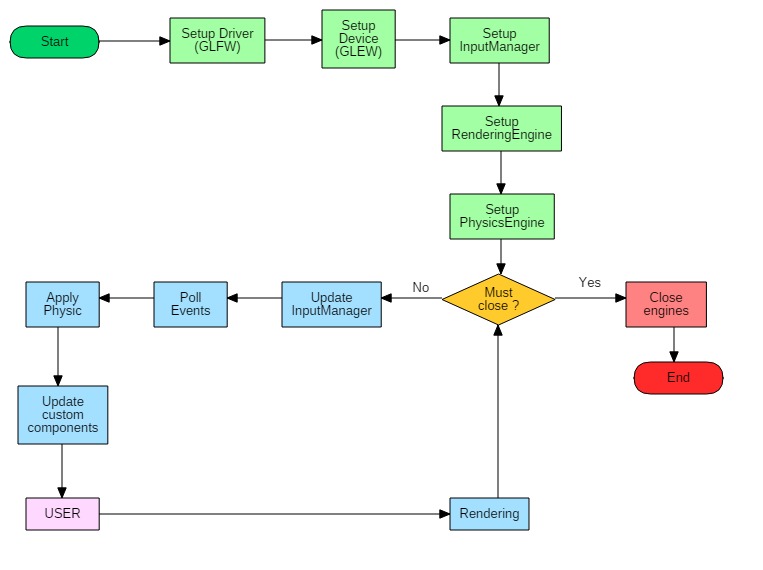 Start
Setup Driver
(GLFW)
Setup
Device
(GLEW)
Setup
InputManager
Setup
RenderingEngine
Setup
PhysicsEngine
Must
close ?
Yes
Close
engines
End
No
Update
InputManager
Poll
Events
Apply
Physic
Update
custom
components
USER
Rendering